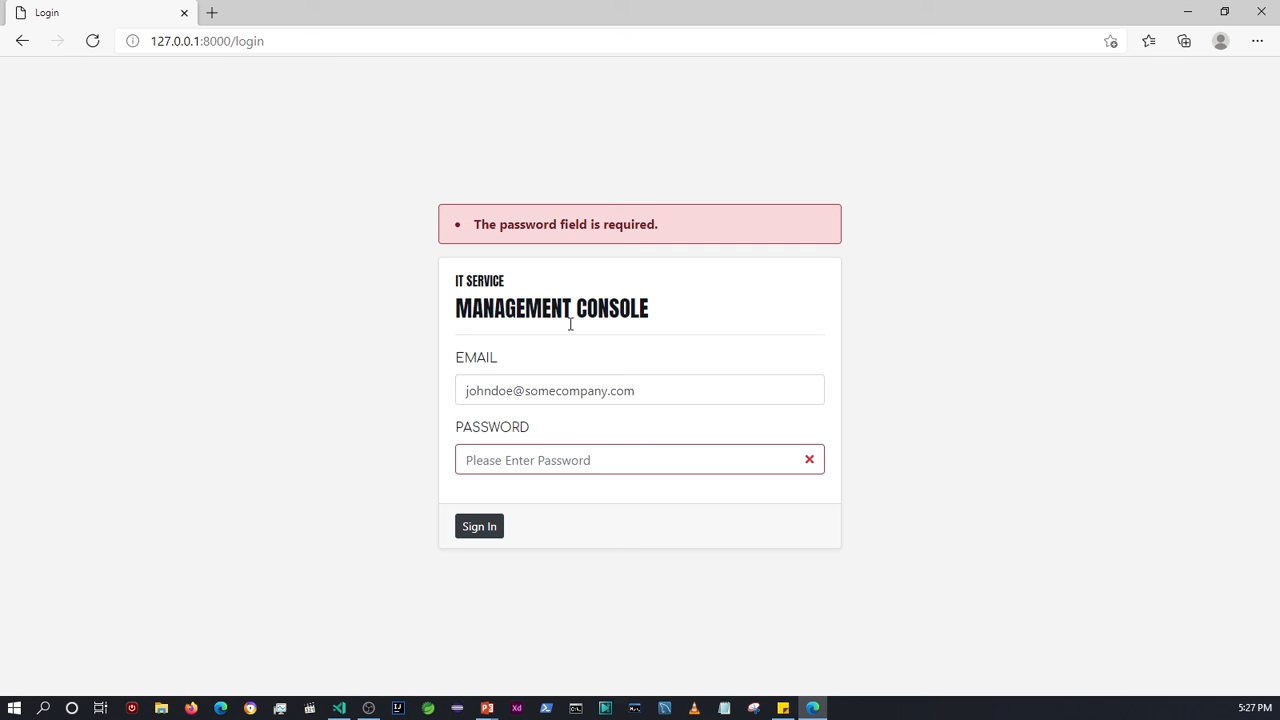 Login
127.0.0.1:8000/login
The password field is required.
IT SERVICE
MANAGEMENT CONSOLE
EMAIL
johndoe@somecompany.com
PASSWORD
Please Enter Password
Sign In
5:27 PM